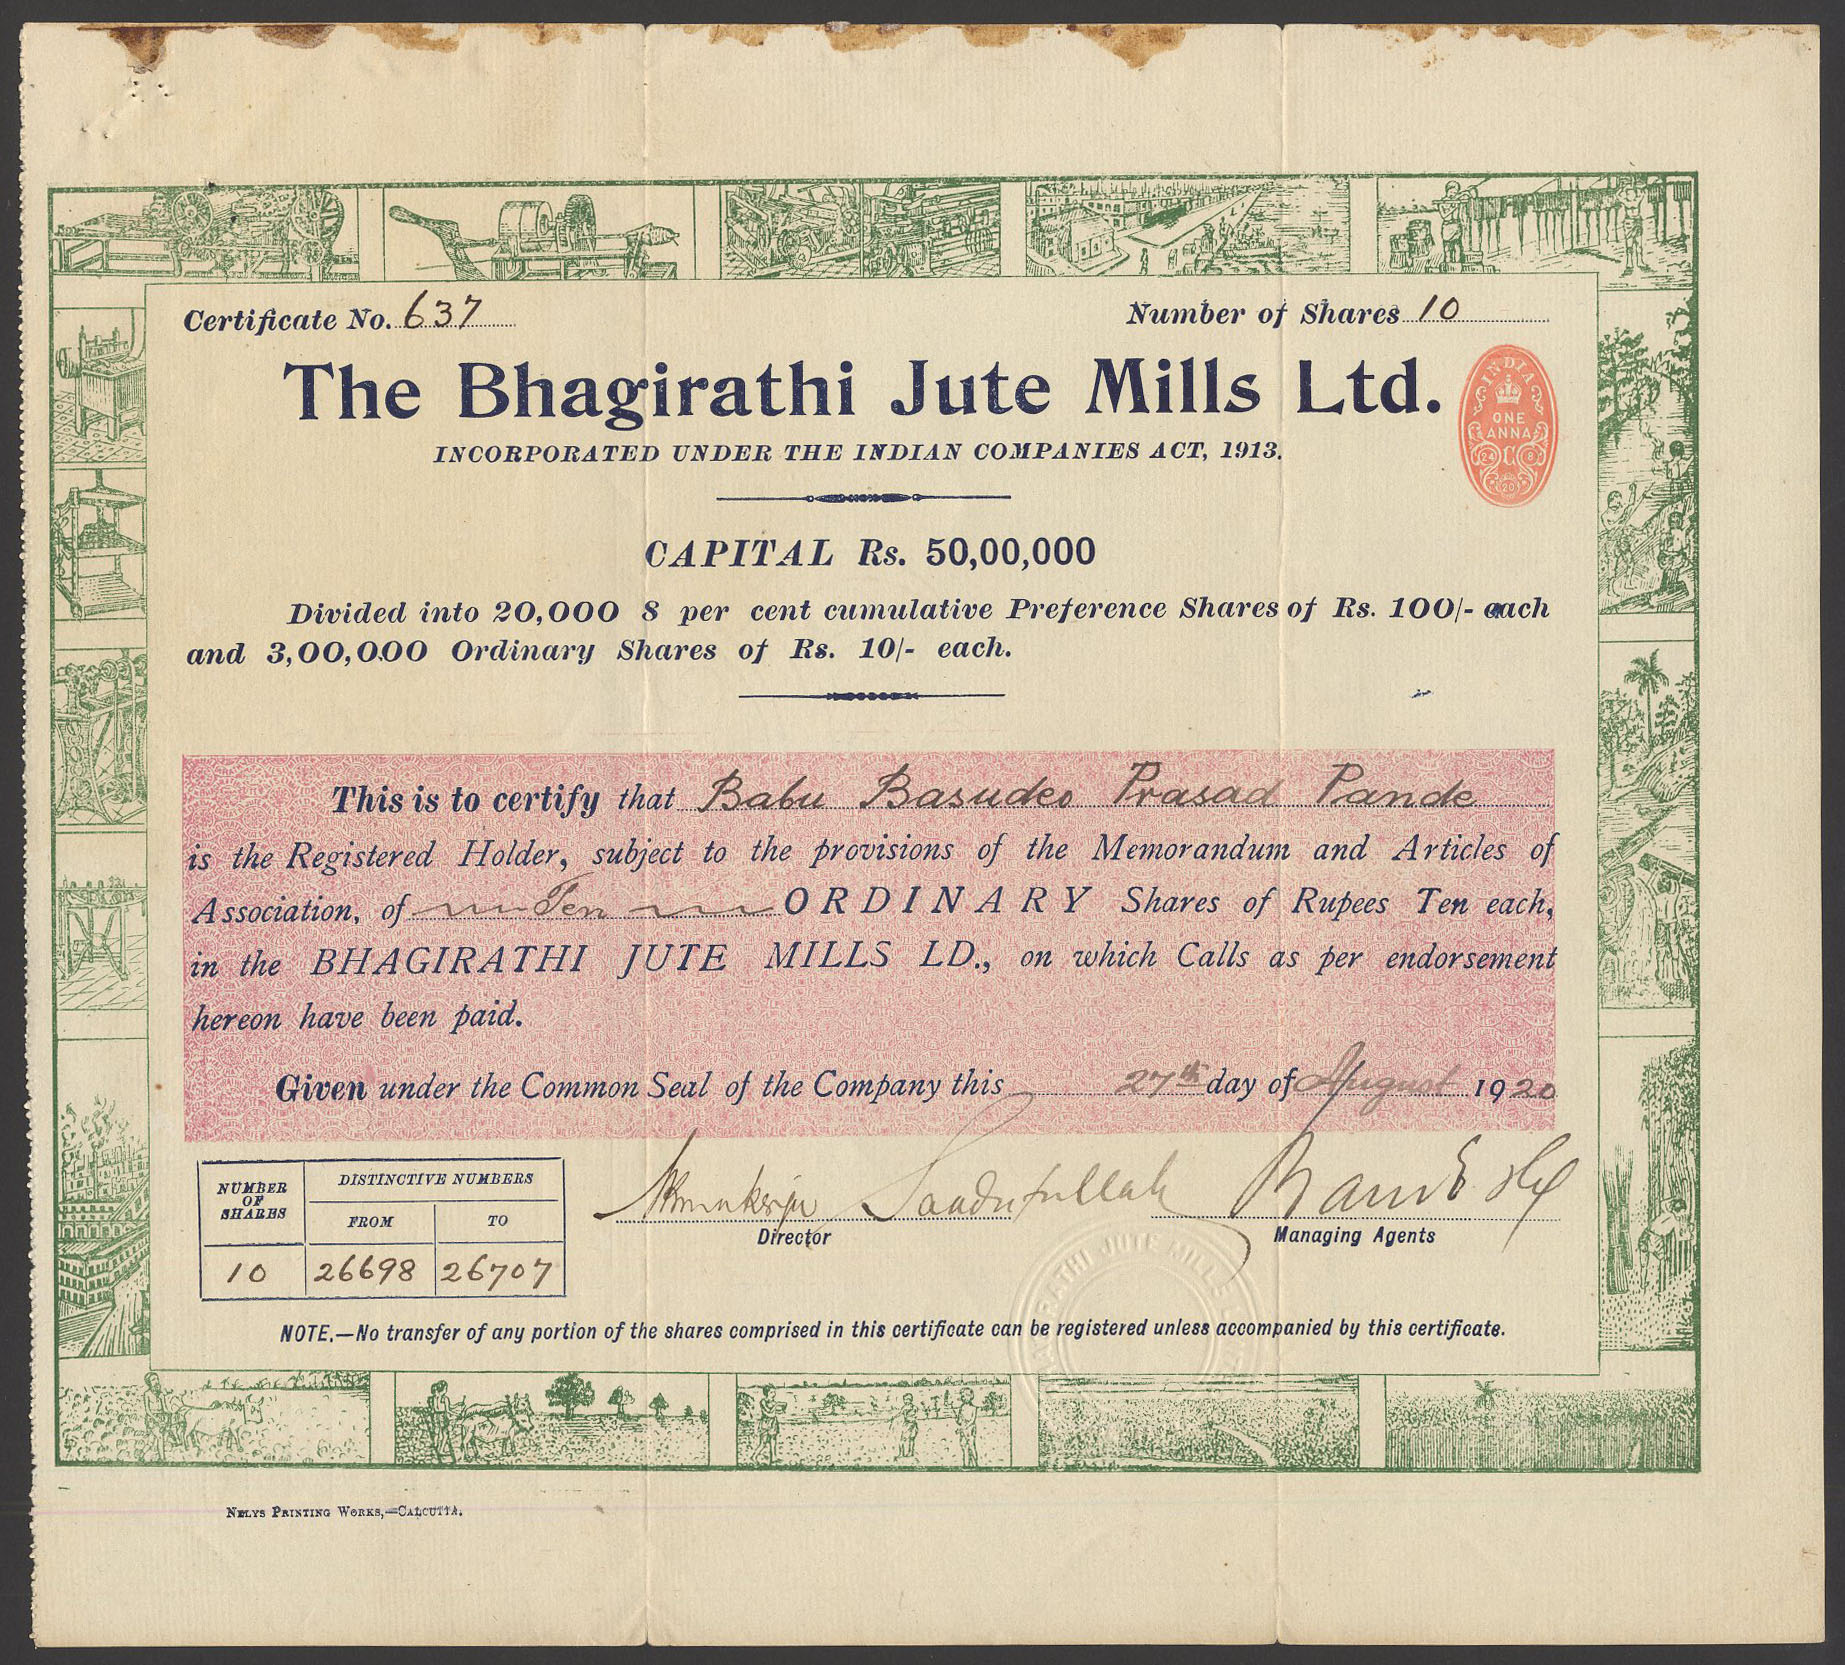 Certificate No. 637
Number of Shares 10
The Bhagirathi Jute Mills Ltd.
INDIA
ONE
ANNA
24 C 8
20
INCORPORATED UNDER THE INDIAN COMPANIES ACT, 1913.
CAPITAL Rs. 50,00,000
Divided into 20,000 8 per cent cumulative Preference Shares of Rs. 100/- each
and 3,00,000 Ordinary Shares of Rs. 10/- each.
This is to certify that Babu Basudeo Prasad Pande
is the Registered Holder, subject to the provisions of the Memorandum and Articles of
Association, of Ten ORDINARY Shares of Rupees Ten each,
in the BHAGIRATHI JUTE MILLS LD., on which Calls as per endorsement
hereon have been paid.
Given under the Common Seal of the Company this 27th day of August 1920
NUMBER OF SHARES
DISTINCTIVE NUMBERS
FROM TO
10 26698 26707
Director
Managing Agents
BHAGIRATHI JUTE MILLS
NOTE.—No transfer of any portion of the shares comprised in this certificate can be registered unless accompanied by this certificate.
NELYS PRINTING WORKS,—CALCUTTA.